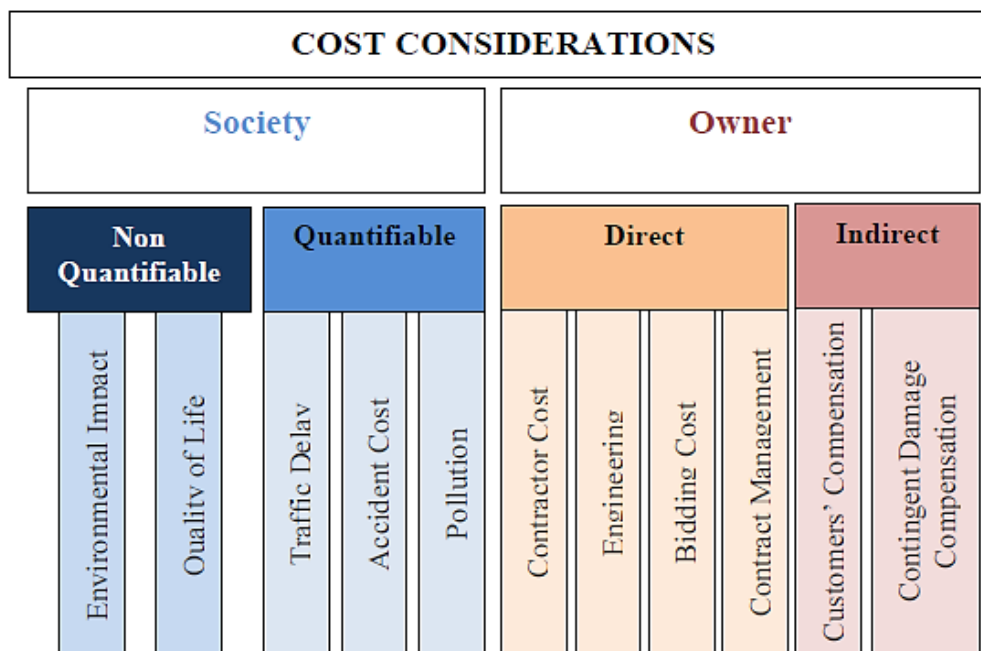 COST CONSIDERATIONS
Society
Owner
Non
Quantifiable
Quantifiable
Direct
Indirect
Environmental Impact
Quality of Life
Traffic Delay
Accident Cost
Pollution
Contractor Cost
Engineering
Bidding Cost
Contract Management
Customers' Compensation
Contingent Damage
Compensation